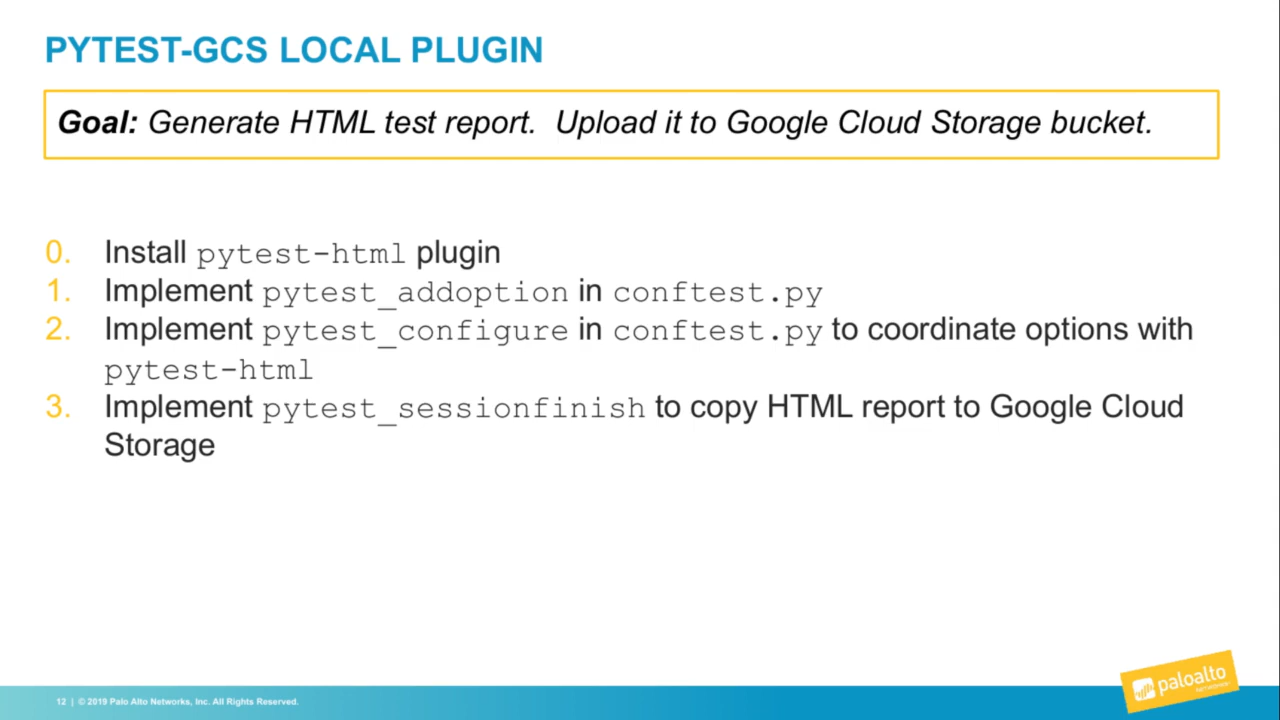 PYTEST-GCS LOCAL PLUGIN
Goal: Generate HTML test report. Upload it to Google Cloud Storage bucket.
0. Install pytest-html plugin
1. Implement pytest_addoption in conftest.py
2. Implement pytest_configure in conftest.py to coordinate options with
pytest-html
3. Implement pytest_sessionfinish to copy HTML report to Google Cloud
Storage
12 | © 2019 Palo Alto Networks, Inc. All Rights Reserved.
paloalto
NETWORKS